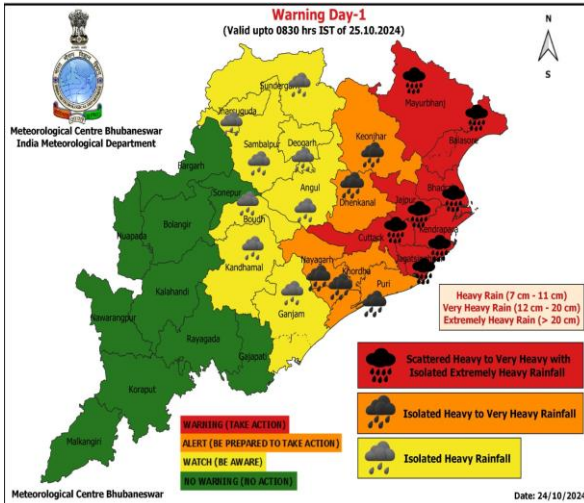 Warning Day-1
(Valid upto 0830 hrs IST of 25.10.2024)
N
S
Meteorological Centre Bhubaneswar
India Meteorological Department
Sundergarh
Jharsuguda
Mayurbhanj
Balasore
Keonjhar
Sambalpur
Deogarh
Bargarh
Sonepur
Angul
Dhenkanal
Bhadrak
Jajpur
Kendrapara
Boudh
Bolangir
Nuapada
Cuttack
Jagatsinghpur
Kandhamal
Nayagarh
Khordha
Puri
Kalahandi
Ganjam
Nawarangpur
Rayagada
Gajapati
Koraput
Malkangiri
Heavy Rain (7 cm - 11 cm)
Very Heavy Rain (12 cm - 20 cm)
Extremely Heavy Rain (> 20 cm)
Scattered Heavy to Very Heavy with
Isolated Extremely Heavy Rainfall
Isolated Heavy to Very Heavy Rainfall
Isolated Heavy Rainfall
WARNING (TAKE ACTION)
ALERT (BE PREPARED TO TAKE ACTION)
WATCH (BE AWARE)
NO WARNING (NO ACTION)
Meteorological Centre Bhubaneswar
Date: 24/10/2024